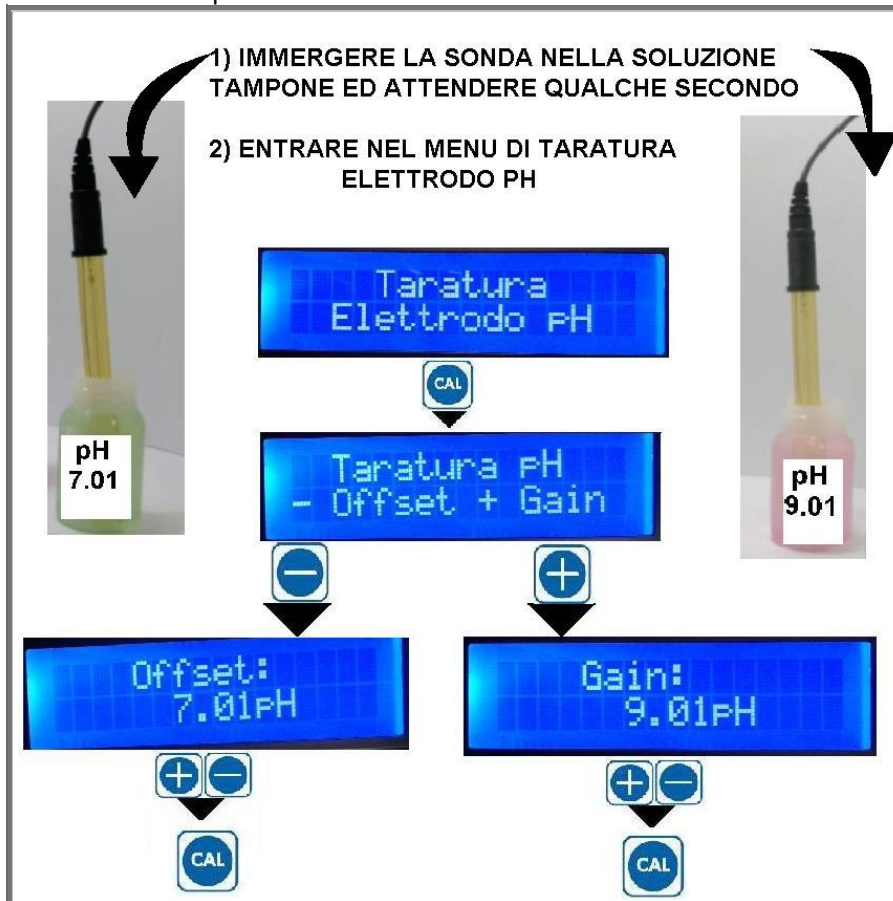 1) IMMERGERE LA SONDA NELLA SOLUZIONE
TAMPONE ED ATTENDERE QUALCHE SECONDO
2) ENTRARE NEL MENU DI TARATURA
ELETTRODO PH
Taratura
Elettrodo pH
CAL
pH
7.01
Taratura pH
- Offset + Gain
pH
9.01
Offset:
7.01pH
Gain:
9.01pH
CAL
CAL